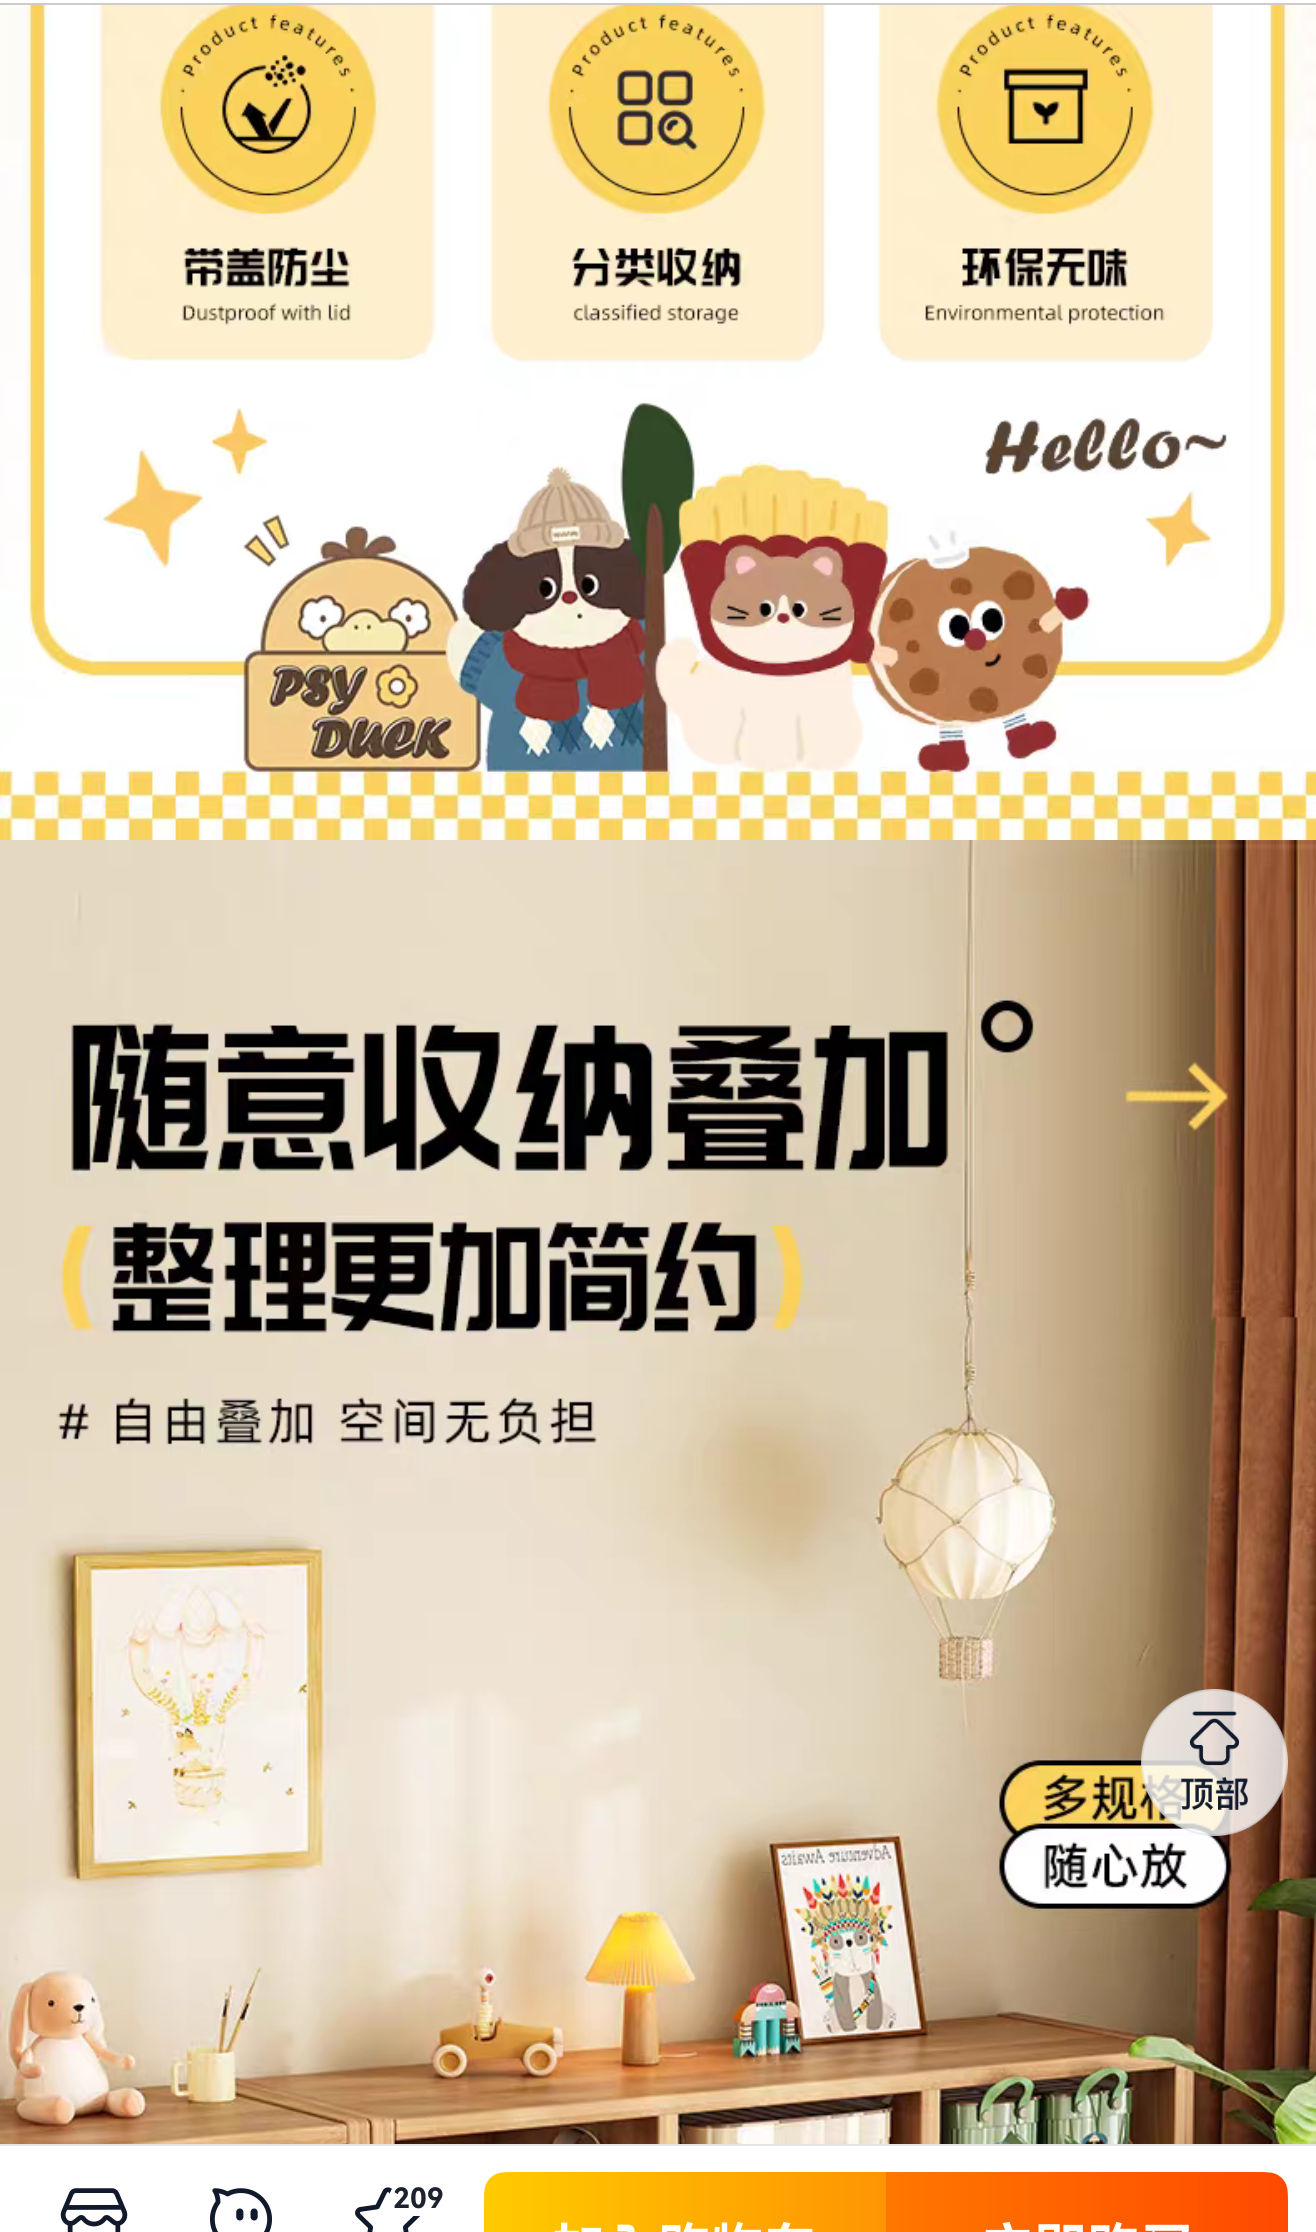 Product features
Product features
Product features
带盖防尘
Dustproof with lid
分类收纳
classified storage
环保无味
Environmental protection
Hello~
PSY
DUCK
随意收纳叠加
(整理更加简约)
# 自由叠加 空间无负担
顶部
多规格
随心放
Adventure Awaits
209